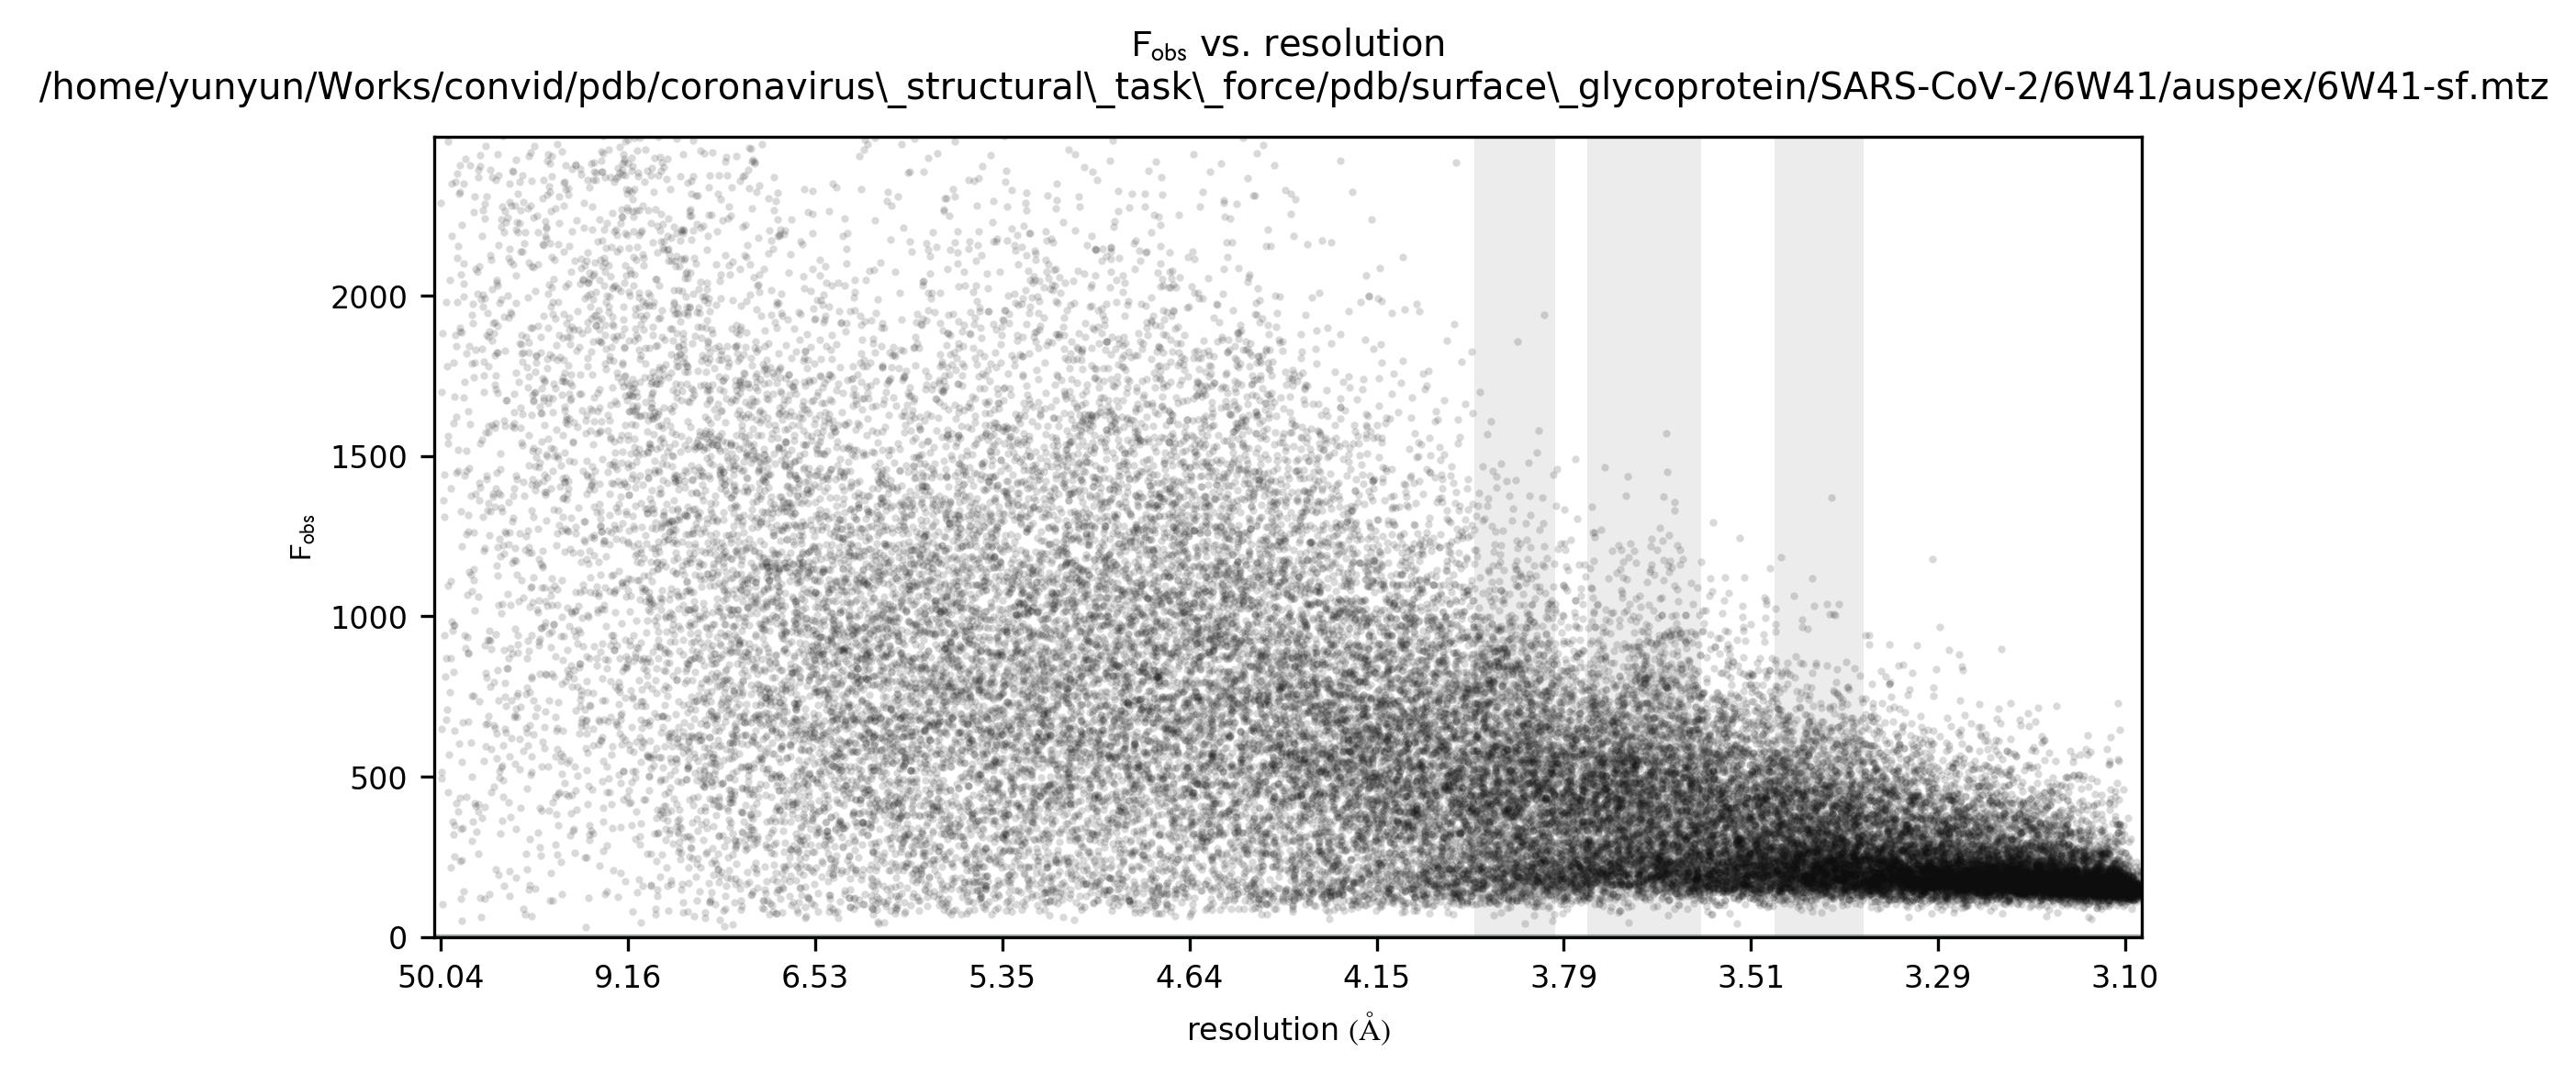 Fobs vs. resolution
/home/yunyun/Works/convid/pdb/coronavirus\_structural\_task\_force/pdb/surface\_glycoprotein/SARS-CoV-2/6W41/auspex/6W41-sf.mtz
2000
1500
1000
500
0
Fobs
50.04 9.16 6.53 5.35 4.64 4.15 3.79 3.51 3.29 3.10
resolution (Å)